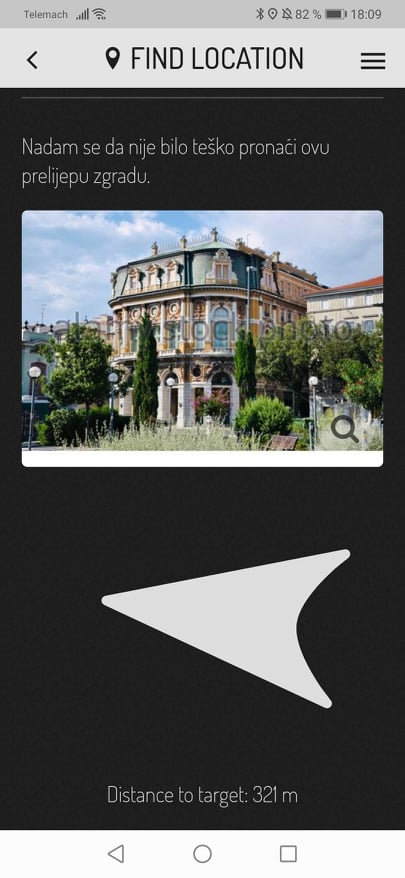 Telemach 82 % 18:09
FIND LOCATION
Nadam se da nije bilo teško pronaći ovu
prelijepu zgradu.
Distance to target: 321 m